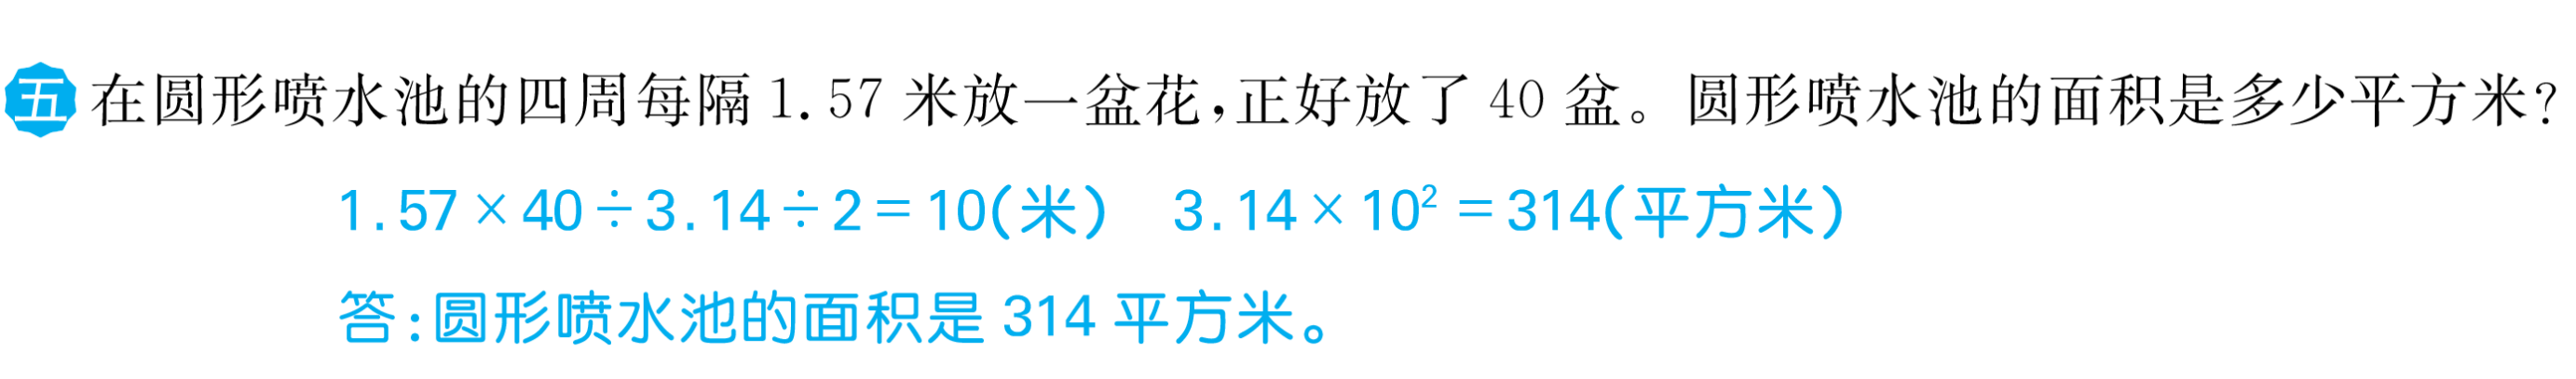 五 在圆形喷水池的四周每隔 1.57 米放一盆花,正好放了 40 盆。圆形喷水池的面积是多少平方米?
1.57×40÷3.14÷2=10(米) 3.14×10²=314(平方米)
答:圆形喷水池的面积是 314 平方米。